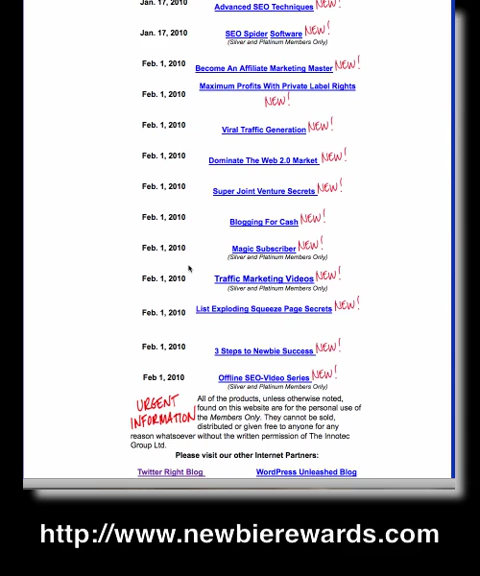 Jan. 17, 2010
Advanced SEO Techniques NEW!
Jan. 17, 2010 SEO Spider Software NEW!
(Silver and Platinum Members Only)
Feb. 1, 2010 Become An Affiliate Marketing Master NEW!
Feb. 1, 2010 Maximum Profits With Private Label Rights
NEW!
Feb. 1, 2010 Viral Traffic Generation NEW!
Feb. 1, 2010 Dominate The Web 2.0 Market NEW!
Feb. 1, 2010 Super Joint Venture Secrets NEW!
Feb. 1, 2010 Blogging For Cash NEW!
Feb. 1, 2010 Magic Subscriber NEW!
(Silver and Platinum Members Only)
Feb. 1, 2010 Traffic Marketing Videos NEW!
(Silver and Platinum Members Only)
Feb. 1, 2010 List Exploding Squeeze Page Secrets NEW!
Feb. 1, 2010 3 Steps to Newbie Success NEW!
Feb 1, 2010 Offline SEO-VIdeo Series NEW!
(Silver and Platinum Members Only)
URGENT
INFORMATION
All of the products, unless otherwise noted,
found on this website are for the personal use of
the Members Only. They cannot be sold,
distributed or given free to anyone for any
reason whatsoever without the written permission of The Innotec
Group Ltd.
Please visit our other Internet Partners:
Twitter Right Blog WordPress Unleashed Blog
http://www.newbierewards.com